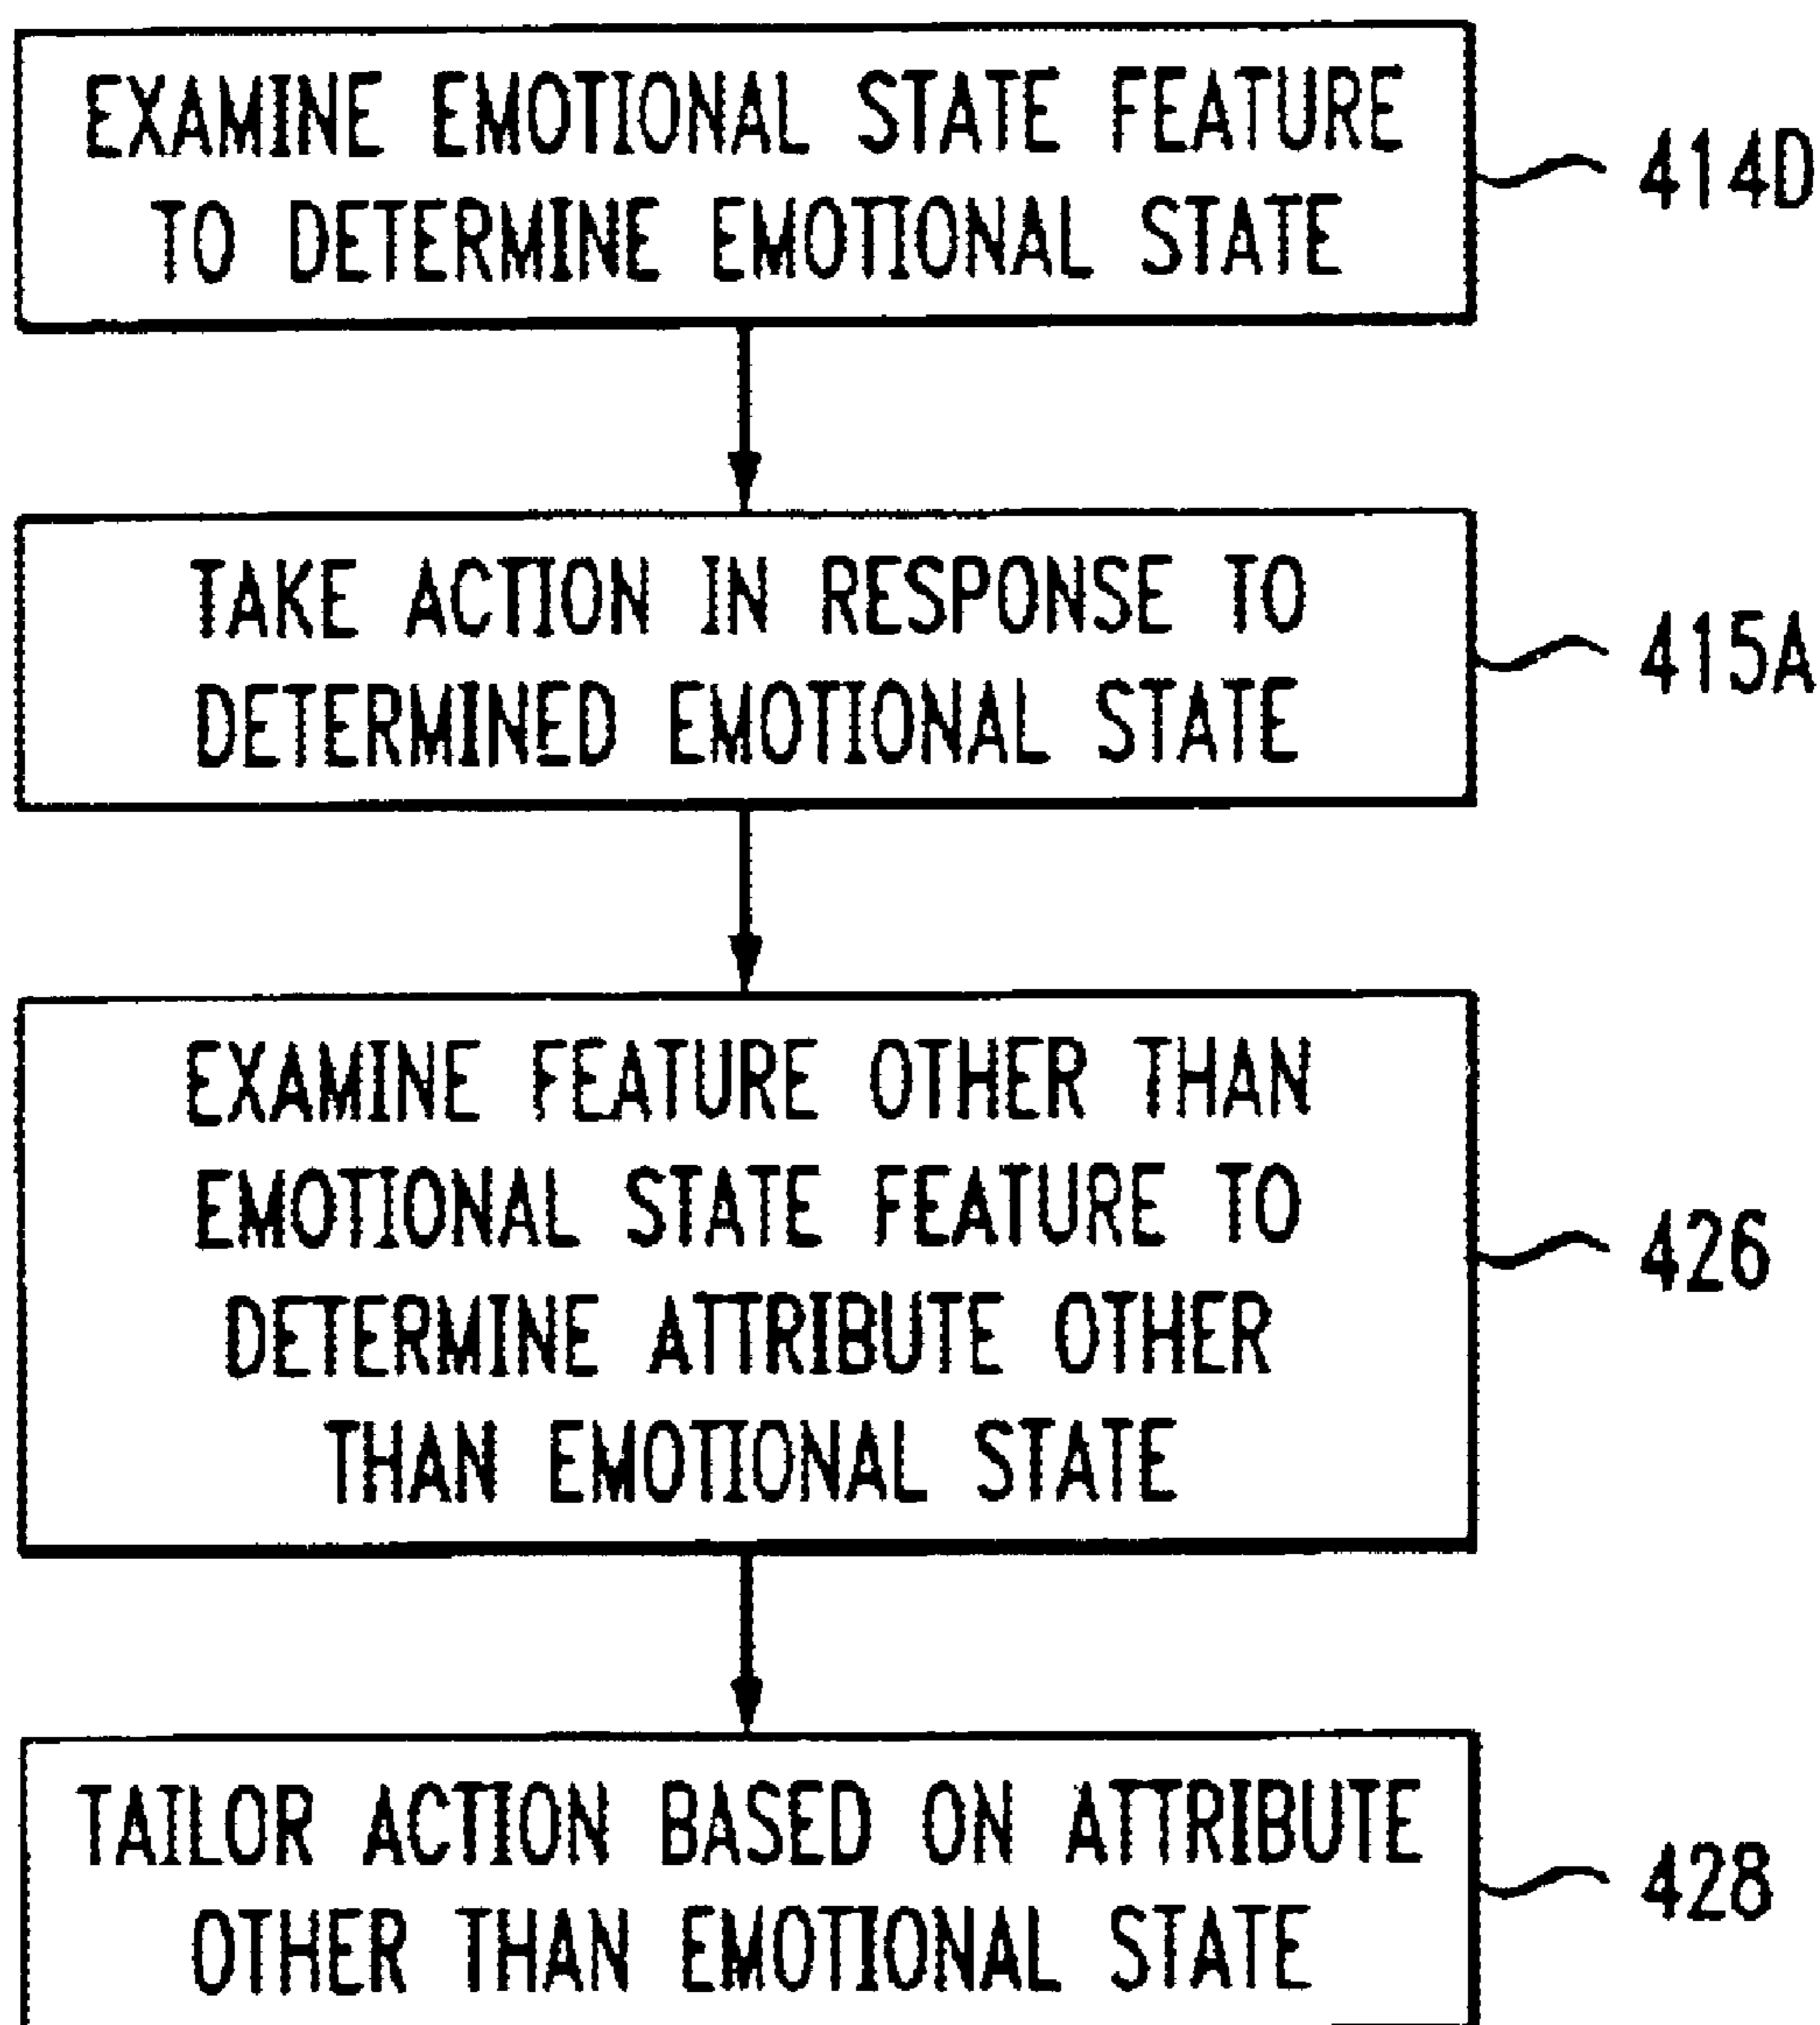 EXAMINE EMOTIONAL STATE FEATURE
TO DETERMINE EMOTIONAL STATE
414D
TAKE ACTION IN RESPONSE TO
DETERMINED EMOTIONAL STATE
415A
EXAMINE FEATURE OTHER THAN
EMOTIONAL STATE FEATURE TO
DETERMINE ATTRIBUTE OTHER
THAN EMOTIONAL STATE
426
TAILOR ACTION BASED ON ATTRIBUTE
OTHER THAN EMOTIONAL STATE
428